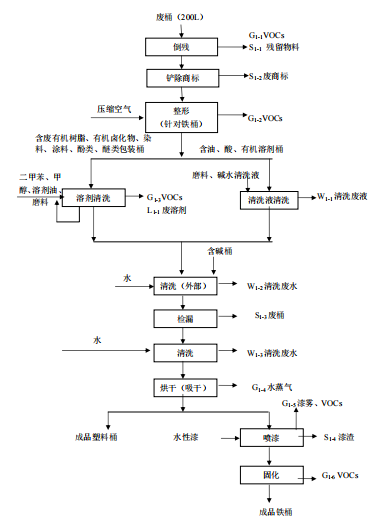 废桶（200L）
G1-1VOCs
倒残
S1-1 残留物料
铲除商标
S1-2废商标
压缩空气
整形
（针对铁桶）
G1-2VOCs
含废有机树脂、有机卤化物、染
料、涂料、酚类、醚类包装桶
含油、酸、有机溶剂桶
二甲苯、甲
醇、溶剂油、
磨料
磨料、碱水清洗液
溶剂清洗
G1-3VOCs
L1-1废溶剂
清洗液清洗
W1-1清洗废液
含碱桶
水
清洗（外部）
W1-2清洗废水
检漏
S1-3废桶
水
清洗
W1-3清洗废水
烘干（吸干）
G1-4水蒸气
G1-5漆雾、VOCs
成品塑料桶
水性漆
喷漆
S1-4漆渣
固化
G1-6 VOCs
成品铁桶